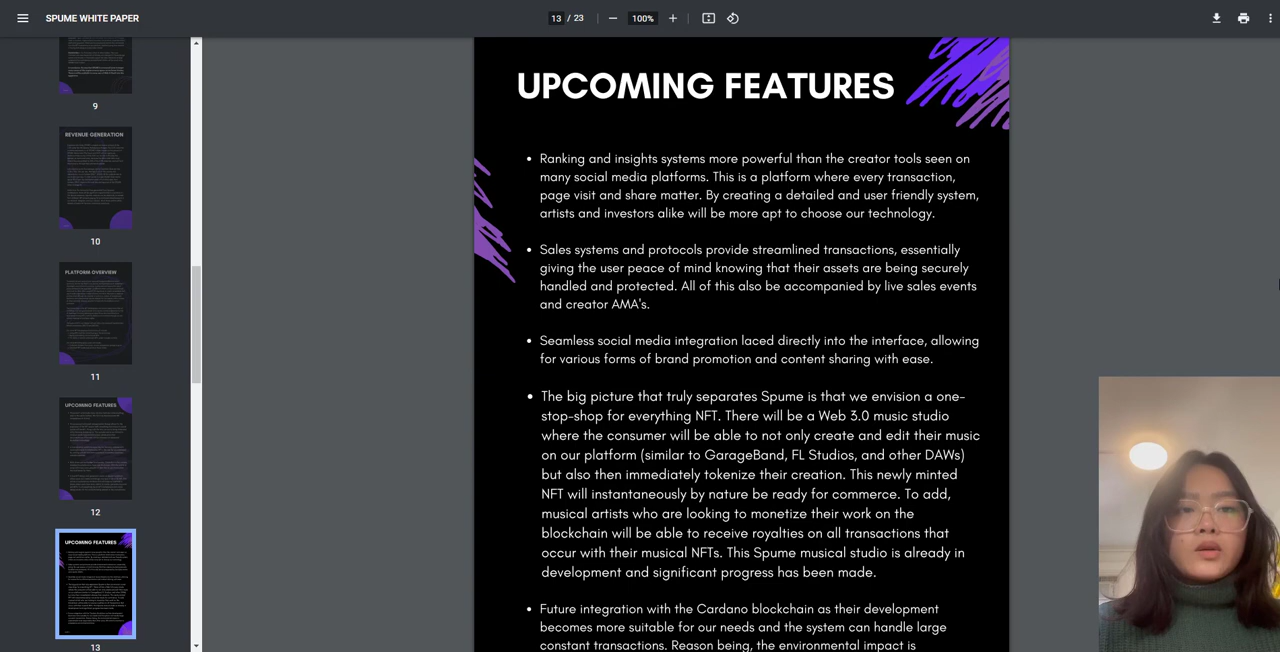 SPUME WHITE PAPER
13 / 23
100%
9
REVENUE GENERATION
10
PLATFORM OVERVIEW
11
UPCOMING FEATURES
12
UPCOMING FEATURES
13
UPCOMING FEATURES
• Ranking and insights systems more powerful than the creator tools seen on
many social media platforms. This is a platform where every transaction,
page visit and share matter. By creating a detailed and user friendly system,
artists and investors alike will be more apt to choose our technology.
• Sales systems and protocols provide streamlined transactions, essentially
giving the user peace of mind knowing that their assets are being securely
handled and protected. All of this also be accompanied by live sales events
and creator AMA's.
• Seamless social media integration laced directly into the interface, allowing
for various forms of brand promotion and content sharing with ease.
• The big picture that truly separates Spume is that we envision a one-
stop-shop for everything NFT. There will be a Web 3.0 music studio
where the consumer will be able to not only create and edit their music
on our platform (similar to GarageBand, FL Studios, and other DAWs)
but also then immediately tokenize their creation. This newly minted
NFT will instantaneously by nature be ready for commerce. To add,
musical artists who are looking to monetize their work on the
blockchain will be able to receive royalties on all transactions that
occur with their musical NFTs. This Spume musical studio is already in
development and significant progress has been made.
• Future integration with the Cardano blockchain as their development
becomes more suitable for our needs and the system can handle large
constant transactions. Reason being, the environmental impact is